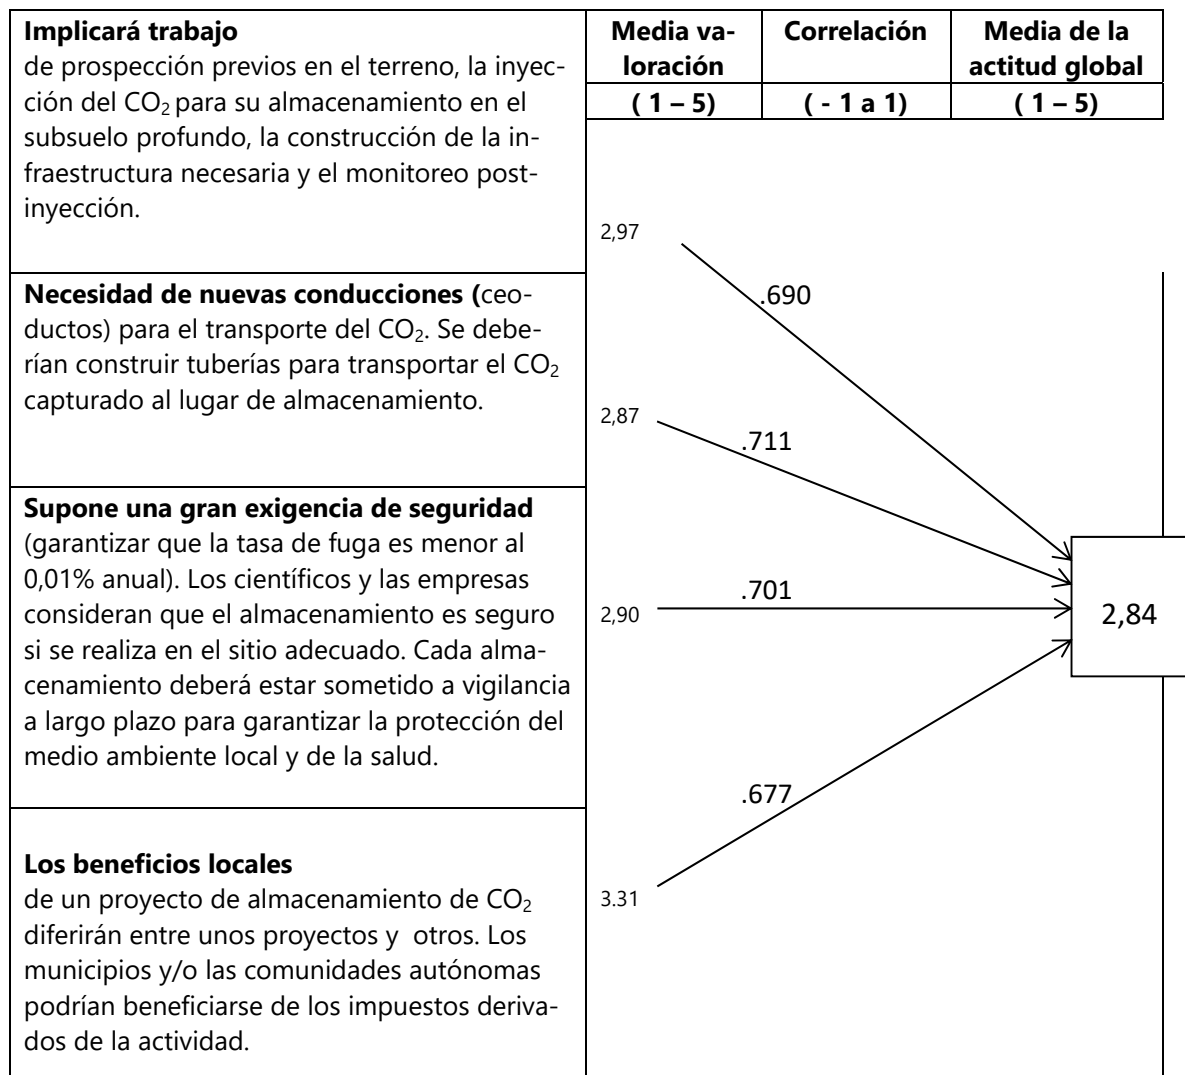 Implicará trabajo
de prospección previos en el terreno, la inyec-
ción del CO₂ para su almacenamiento en el
subsuelo profundo, la construcción de la in-
fraestructura necesaria y el monitoreo post-
inyección.
Media va-
loración
Correlación
Media de la
actitud global
( 1 – 5)
( - 1 a 1)
( 1 – 5)
2,97
.690
Necesidad de nuevas conducciones (ceo-
ductos) para el transporte del CO₂. Se debe-
rían construir tuberías para transportar el CO₂
capturado al lugar de almacenamiento.
2,87
.711
Supone una gran exigencia de seguridad
(garantizar que la tasa de fuga es menor al
0,01% anual). Los científicos y las empresas
consideran que el almacenamiento es seguro
si se realiza en el sitio adecuado. Cada alma-
cenamiento deberá estar sometido a vigilancia
a largo plazo para garantizar la protección del
medio ambiente local y de la salud.
2,90
.701
2,84
.677
Los beneficios locales
de un proyecto de almacenamiento de CO₂
diferirán entre unos proyectos y  otros. Los
municipios y/o las comunidades autónomas
podrían beneficiarse de los impuestos deriva-
dos de la actividad.
3.31